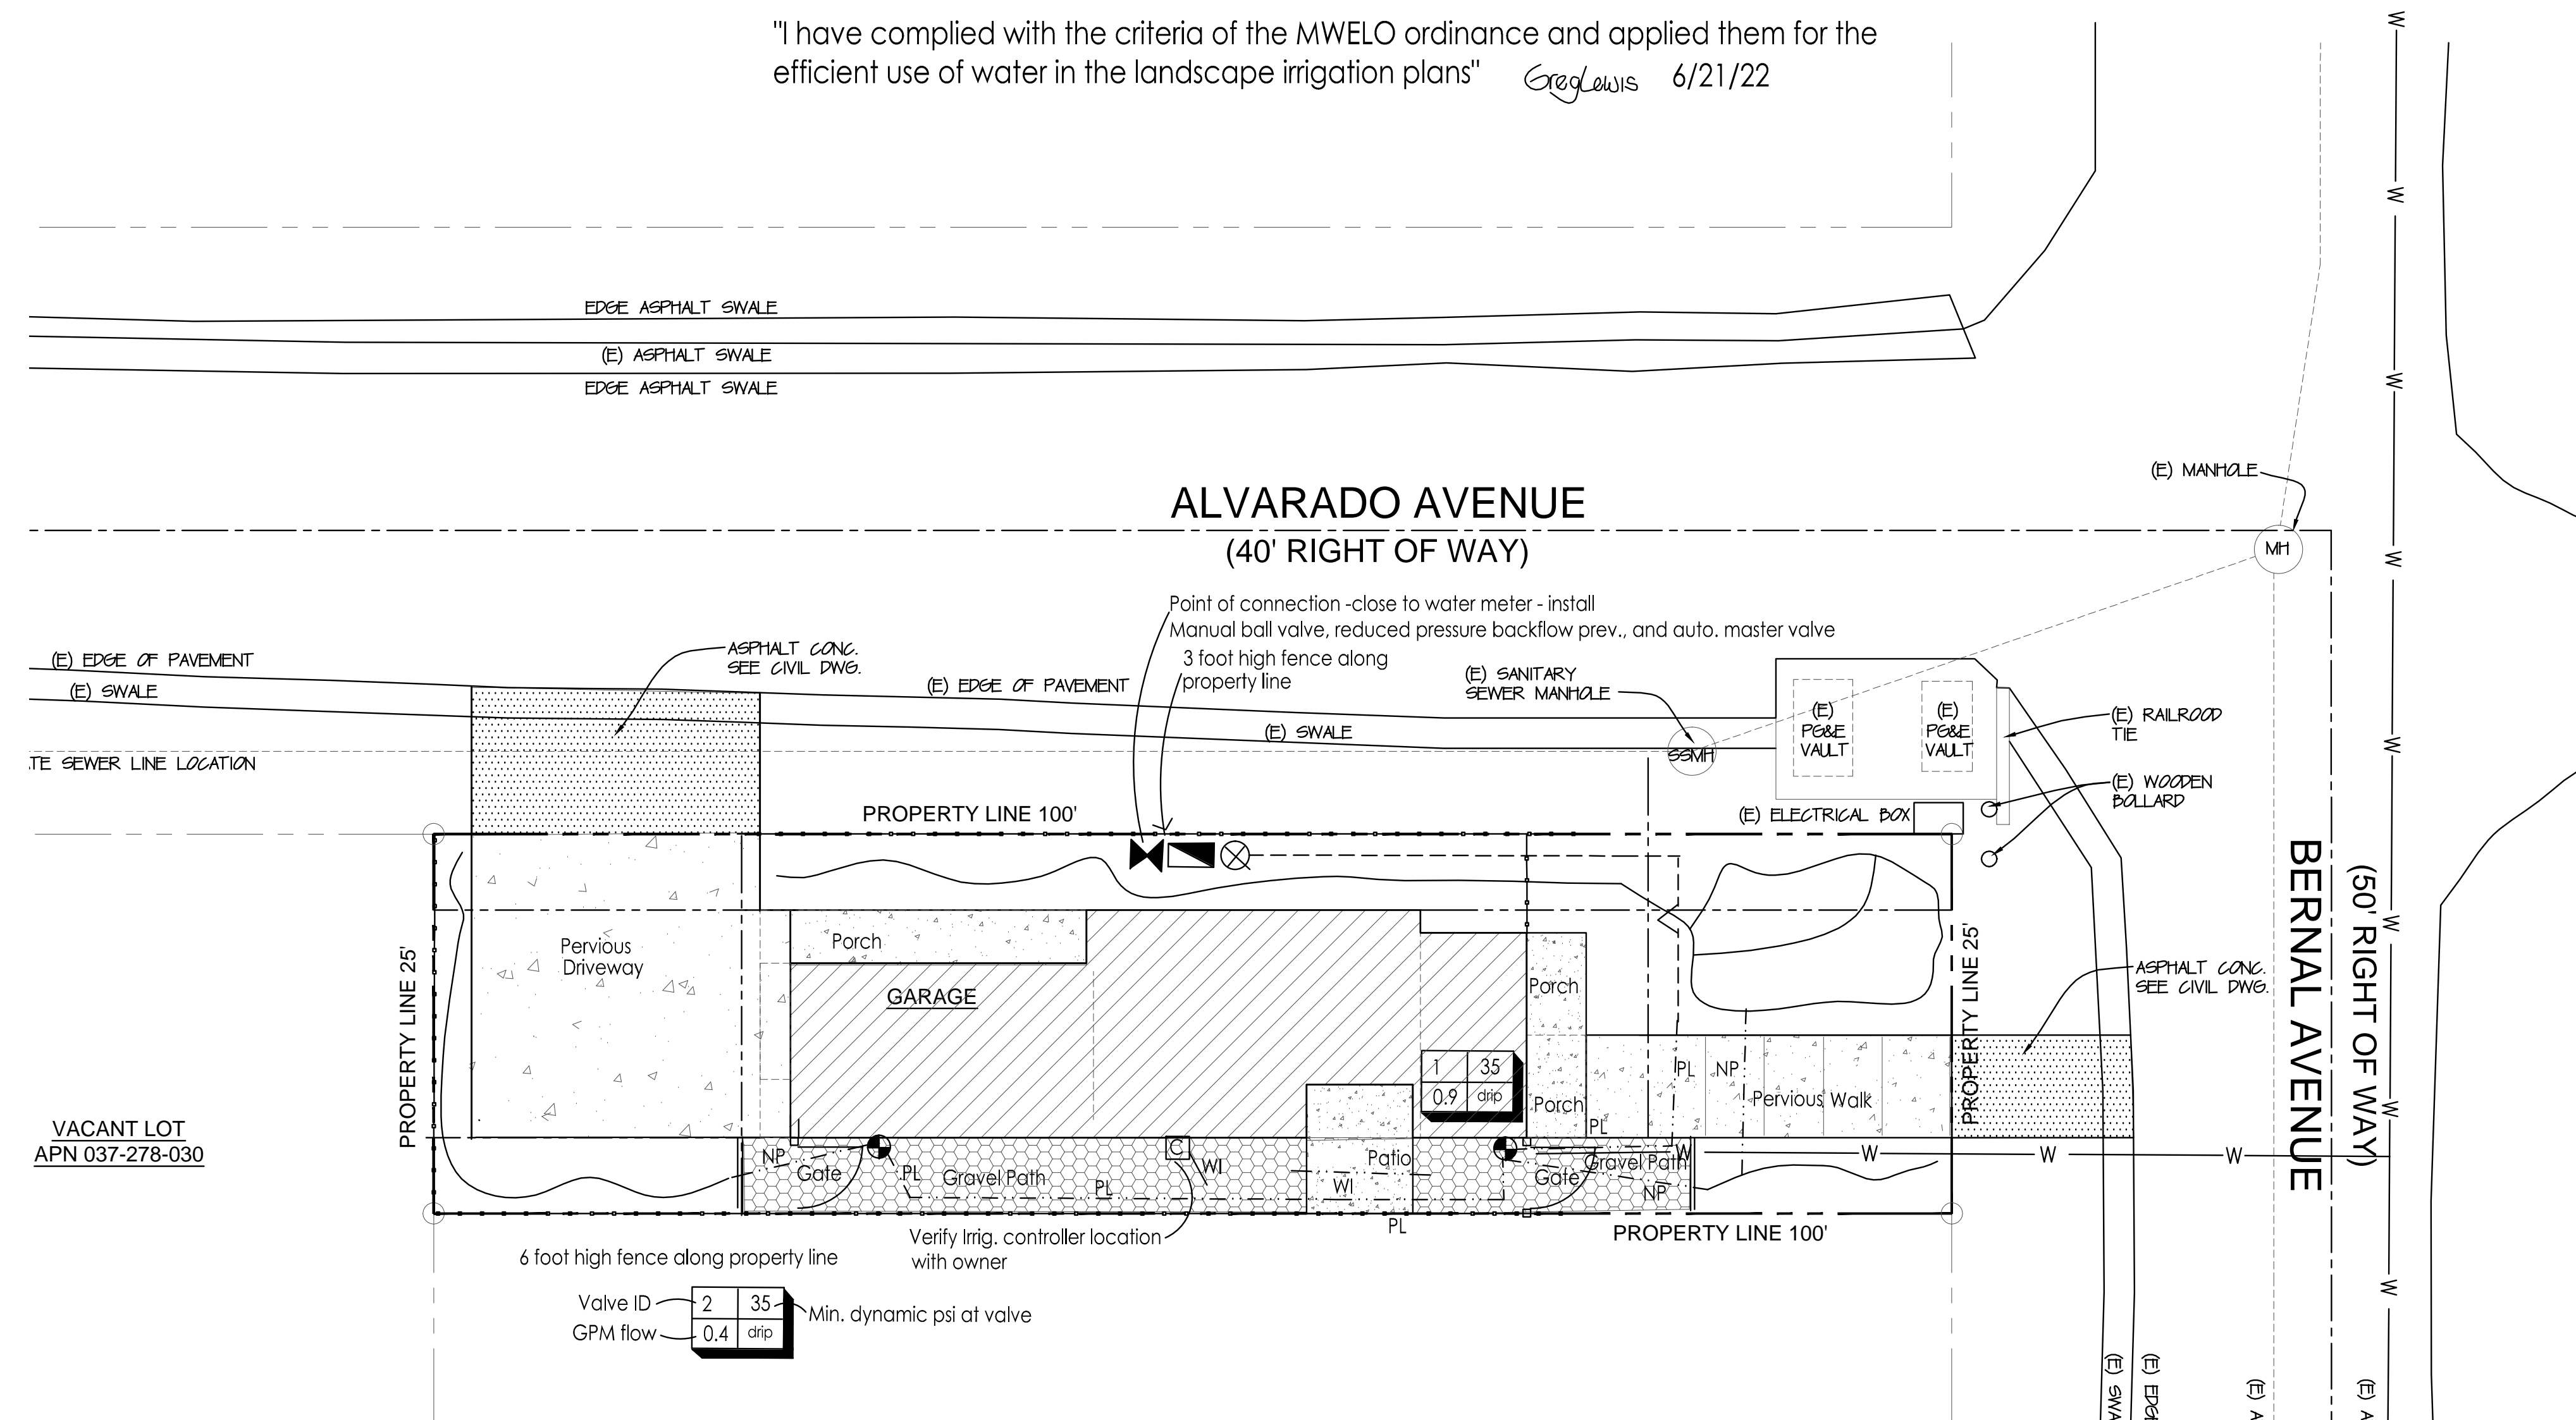 "I have complied with the criteria of the MWELO ordinance and applied them for the
efficient use of water in the landscape irrigation plans" Greg Lewis 6/21/22
W
W
W
W
W
W
W
W
EDGE ASPHALT SWALE
(E) ASPHALT SWALE
EDGE ASPHALT SWALE
(E) MANHOLE
MH
ALVARADO AVENUE
(40' RIGHT OF WAY)
Point of connection -close to water meter - install
Manual ball valve, reduced pressure backflow prev., and auto. master valve
3 foot high fence along
property line
ASPHALT CONC.
SEE CIVIL DWG.
(E) EDGE OF PAVEMENT
(E) SWALE
(E) EDGE OF PAVEMENT
(E) SWALE
(E) SANITARY
SEWER MANHOLE
SSMH
(E)
PG&E
VAULT
(E)
PG&E
VAULT
(E) RAILROOD
TIE
(E) WOODEN
BOLLARD
(E) ELECTRICAL BOX
SEWER LINE LOCATION
PROPERTY LINE 100'
PROPERTY LINE 25'
Pervious
Driveway
Porch
GARAGE
Porch
Porch
1 35
0.9 drip
PL NP
Pervious Walk
PROPERTY LINE 25'
ASPHALT CONC.
SEE CIVIL DWG.
BERNAL AVENUE
(50' RIGHT OF WAY)
VACANT LOT
APN 037-278-030
NP
Gate
PL
Gravel Path
PL
C
WI
Patio
WI
PL
Gate
Gravel Path
NP
W
W
W
W
PL
PROPERTY LINE 100'
Verify Irrig. controller location
with owner
6 foot high fence along property line
Valve ID 2 35 Min. dynamic psi at valve
GPM flow 0.4 drip
(E)
(E)
(E)
(E)